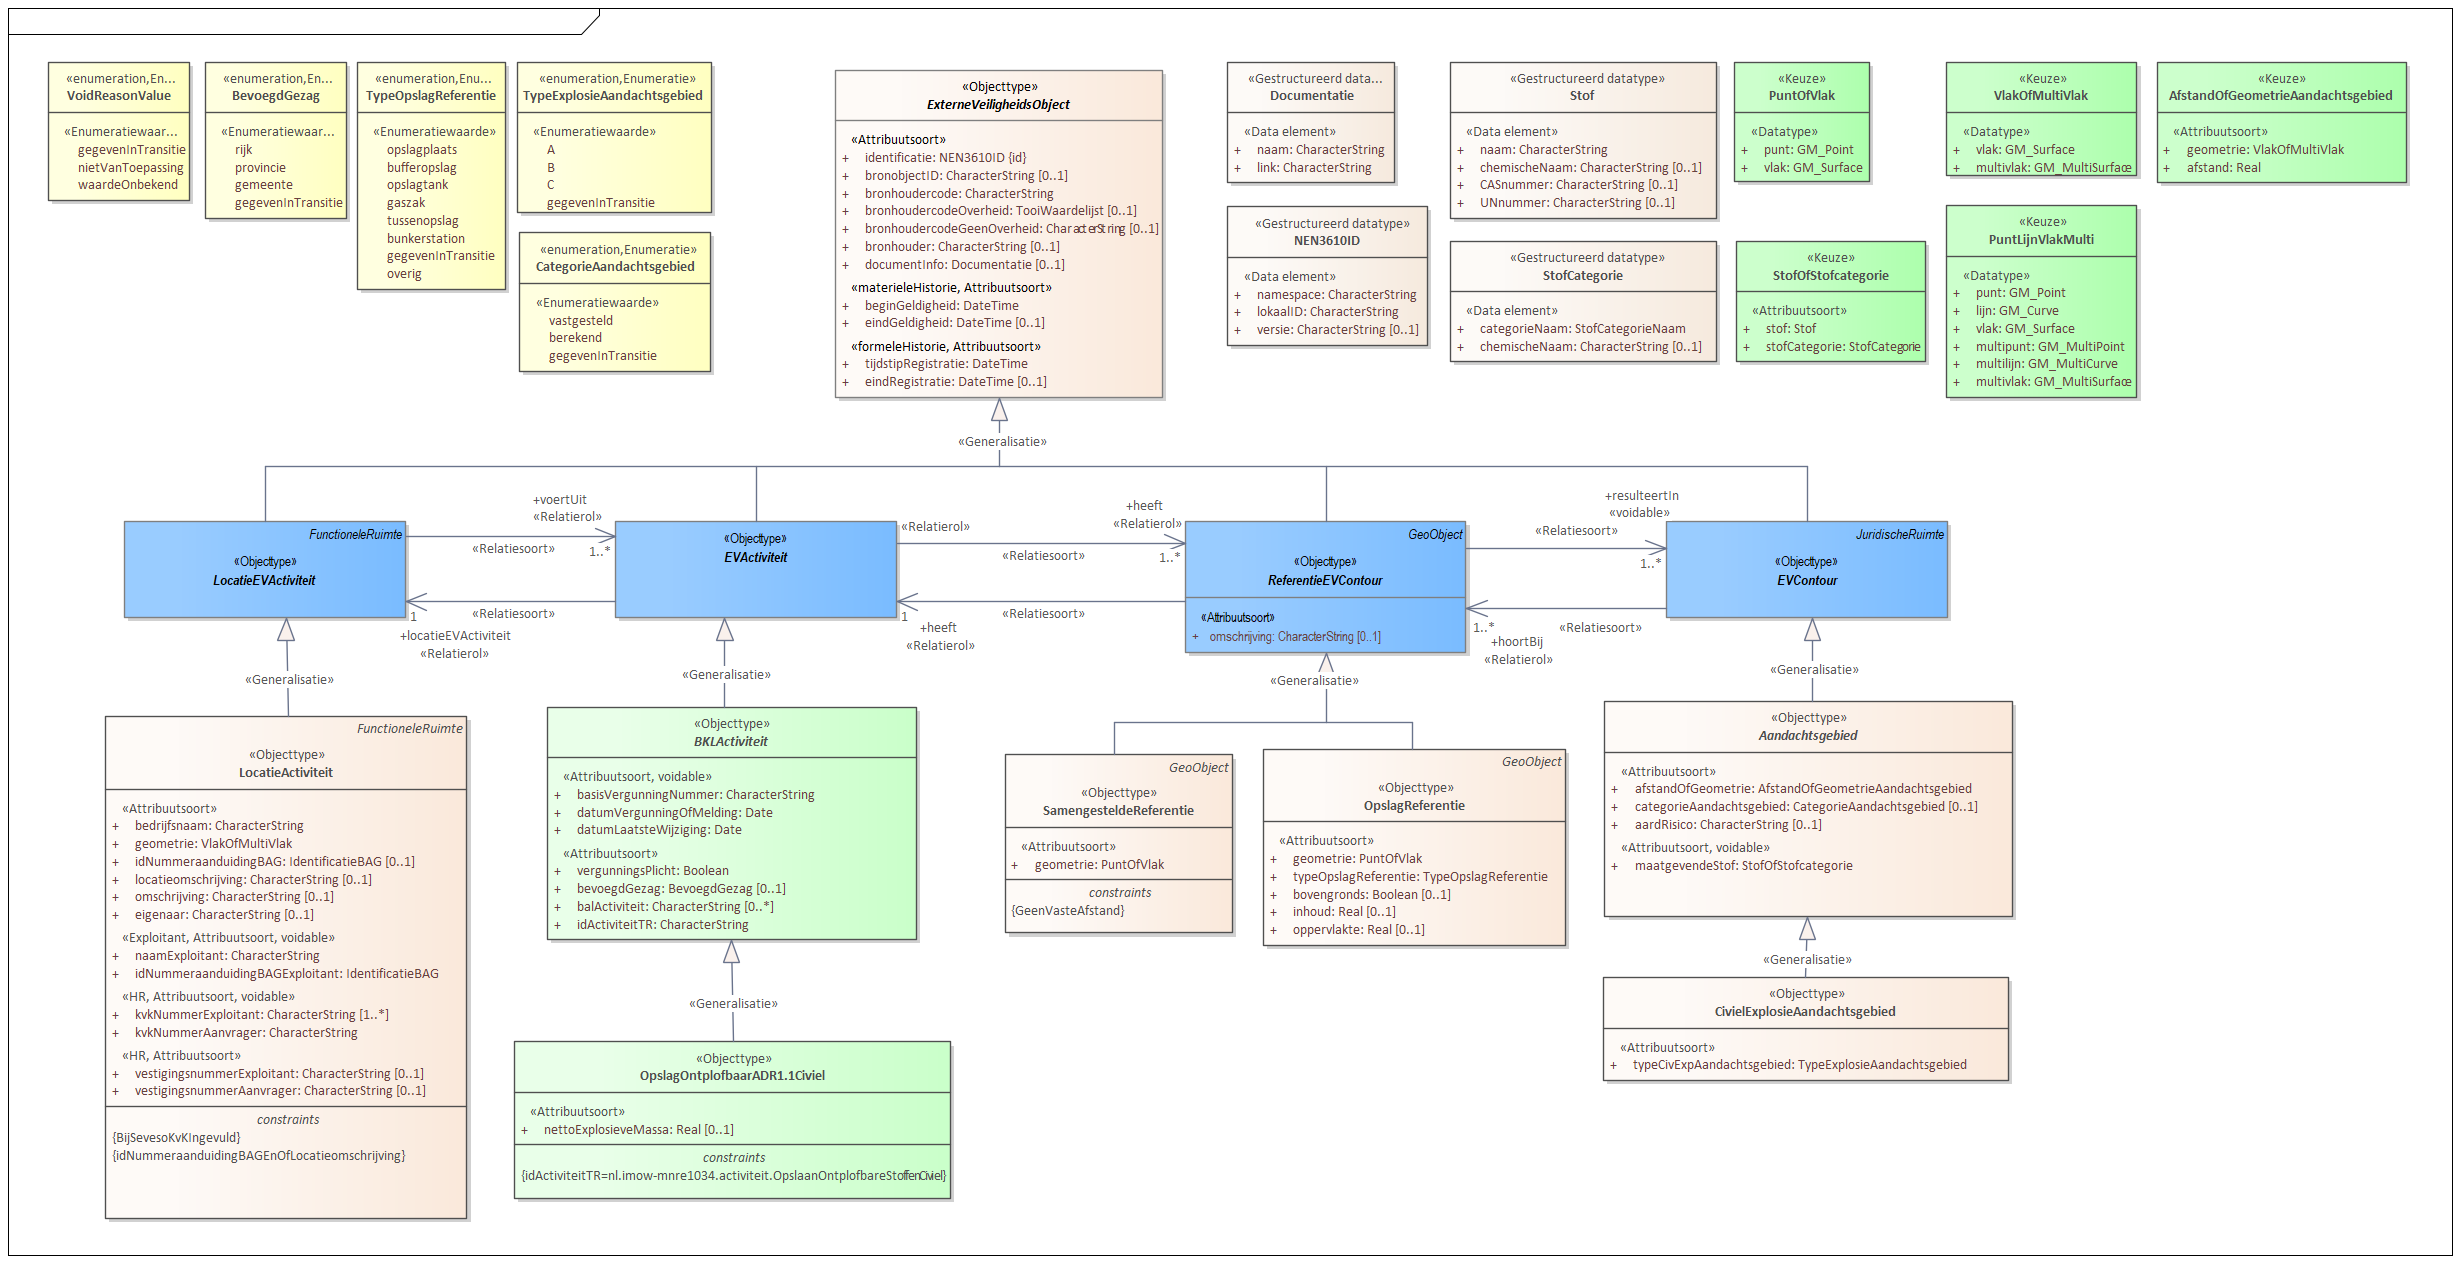 «enumeration,En...
VoidReasonValue
«Enumeratiewaar...
gegevenInTransitie
nietVanToepassing
waardeOnbekend
«enumeration,En...
BevoegdGezag
«Enumeratiewaar...
rijk
provincie
gemeente
gegevenInTransitie
«enumeration,Enu...
TypeOpslagReferentie
«Enumeratiewaarde»
opslagplaats
bufferopslag
opslagtank
gaszak
tussenopslag
bunkerstation
gegevenInTransitie
overig
«enumeration,Enumeratie»
TypeExplosieAandachtsgebied
«Enumeratiewaarde»
A
B
C
gegevenInTransitie
«enumeration,Enumeratie»
CategorieAandachtsgebied
«Enumeratiewaarde»
vastgesteld
berekend
gegevenInTransitie
«Objecttype»
ExterneVeiligheidsObject
«Attribuutsoort»
+ identificatie: NEN3610ID {id}
+ bronobjectID: CharacterString [0..1]
+ bronhoudercode: CharacterString
+ bronhoudercodeOverheid: TooiWaardelijst [0..1]
+ bronhoudercodeGeenOverheid: CharacterString [0..1]
+ bronhouder: CharacterString [0..1]
+ documentInfo: Documentatie [0..1]
«materieleHistorie, Attribuutsoort»
+ beginGeldigheid: DateTime
+ eindGeldigheid: DateTime [0..1]
«formeleHistorie, Attribuutsoort»
+ tijdstipRegistratie: DateTime
+ eindRegistratie: DateTime [0..1]
«Gestructureerd data...
Documentatie
«Data element»
+ naam: CharacterString
+ link: CharacterString
«Gestructureerd datatype»
NEN3610ID
«Data element»
+ namespace: CharacterString
+ lokaalID: CharacterString
+ versie: CharacterString [0..1]
«Gestructureerd datatype»
Stof
«Data element»
+ naam: CharacterString
+ chemischeNaam: CharacterString [0..1]
+ CASnummer: CharacterString [0..1]
+ UNnummer: CharacterString [0..1]
«Gestructureerd datatype»
StofCategorie
«Data element»
+ categorieNaam: StofCategorieNaam
+ chemischeNaam: CharacterString [0..1]
«Keuze»
PuntOfVlak
«Datatype»
+ punt: GM_Point
+ vlak: GM_Surface
«Keuze»
StofOfStofcategorie
«Attribuutsoort»
+ stof: Stof
+ stofCategorie: StofCategorie
«Keuze»
VlakOfMultiVlak
«Datatype»
+ vlak: GM_Surface
+ multivlak: GM_MultiSurface
«Keuze»
PuntLijnVlakMulti
«Datatype»
+ punt: GM_Point
+ lijn: GM_Curve
+ vlak: GM_Surface
+ multipunt: GM_MultiPoint
+ multilijn: GM_MultiCurve
+ multivlak: GM_MultiSurface
«Keuze»
AfstandOfGeometrieAandachtsgebied
«Attribuutsoort»
+ geometrie: VlakOfMultiVlak
+ afstand: Real
«Generalisatie»
FunctioneleRuimte
«Objecttype»
LocatieEVActiviteit
+voertUit
«Relatierol»
«Relatiesoort»
1..*
«Relatiesoort»
1
+locatieEVActiviteit
«Relatierol»
«Objecttype»
EVActiviteit
«Relatierol»
+heeft
«Relatierol»
«Relatiesoort»
1..*
«Relatiesoort»
1
+heeft
«Relatierol»
GeoObject
«Objecttype»
ReferentieEVContour
«Attribuutsoort»
+ omschrijving: CharacterString [0..1]
+resulteertIn
«voidable»
«Relatiesoort»
1..*
«Relatiesoort»
1..*
+hoortBij
«Relatierol»
JuridischeRuimte
«Objecttype»
EVContour
«Generalisatie»
«Generalisatie»
«Generalisatie»
«Generalisatie»
FunctioneleRuimte
«Objecttype»
LocatieActiviteit
«Attribuutsoort»
+ bedrijfsnaam: CharacterString
+ geometrie: VlakOfMultiVlak
+ idNummeraanduidingBAG: IdentificatieBAG [0..1]
+ locatieomschrijving: CharacterString [0..1]
+ omschrijving: CharacterString [0..1]
+ eigenaar: CharacterString [0..1]
«Exploitant, Attribuutsoort, voidable»
+ naamExploitant: CharacterString
+ idNummeraanduidingBAGExploitant: IdentificatieBAG
«HR, Attribuutsoort, voidable»
+ kvkNummerExploitant: CharacterString [1..*]
+ kvkNummerAanvrager: CharacterString
«HR, Attribuutsoort»
+ vestigingsnummerExploitant: CharacterString [0..1]
+ vestigingsnummerAanvrager: CharacterString [0..1]
constraints
{BijSevesoKvKIngevuld}
{idNummeraanduidingBAGEnOfLocatieomschrijving}
«Objecttype»
BKLActiviteit
«Attribuutsoort, voidable»
+ basisVergunningNummer: CharacterString
+ datumVergunningOfMelding: Date
+ datumLaatsteWijziging: Date
«Attribuutsoort»
+ vergunningsPlicht: Boolean
+ bevoegdGezag: BevoegdGezag [0..1]
+ balActiviteit: CharacterString [0..*]
+ idActiviteitTR: CharacterString
«Generalisatie»
«Objecttype»
OpslagOntplofbaarADR1.1Civiel
«Attribuutsoort»
+ nettoExplosieveMassa: Real [0..1]
constraints
{idActiviteitTR=nl.imow-mnre1034.activiteit.OpslaanOntplofbareStoffenCiviel}
GeoObject
«Objecttype»
SamengesteldeReferentie
«Attribuutsoort»
+ geometrie: PuntOfVlak
constraints
{GeenVasteAfstand}
GeoObject
«Objecttype»
OpslagReferentie
«Attribuutsoort»
+ geometrie: PuntOfVlak
+ typeOpslagReferentie: TypeOpslagReferentie
+ bovengronds: Boolean [0..1]
+ inhoud: Real [0..1]
+ oppervlakte: Real [0..1]
«Objecttype»
Aandachtsgebied
«Attribuutsoort»
+ afstandOfGeometrie: AfstandOfGeometrieAandachtsgebied
+ categorieAandachtsgebied: CategorieAandachtsgebied [0..1]
+ aardRisico: CharacterString [0..1]
«Attribuutsoort, voidable»
+ maatgevendeStof: StofOfStofcategorie
«Generalisatie»
«Objecttype»
CivielExplosieAandachtsgebied
«Attribuutsoort»
+ typeCivExpAandachtsgebied: TypeExplosieAandachtsgebied